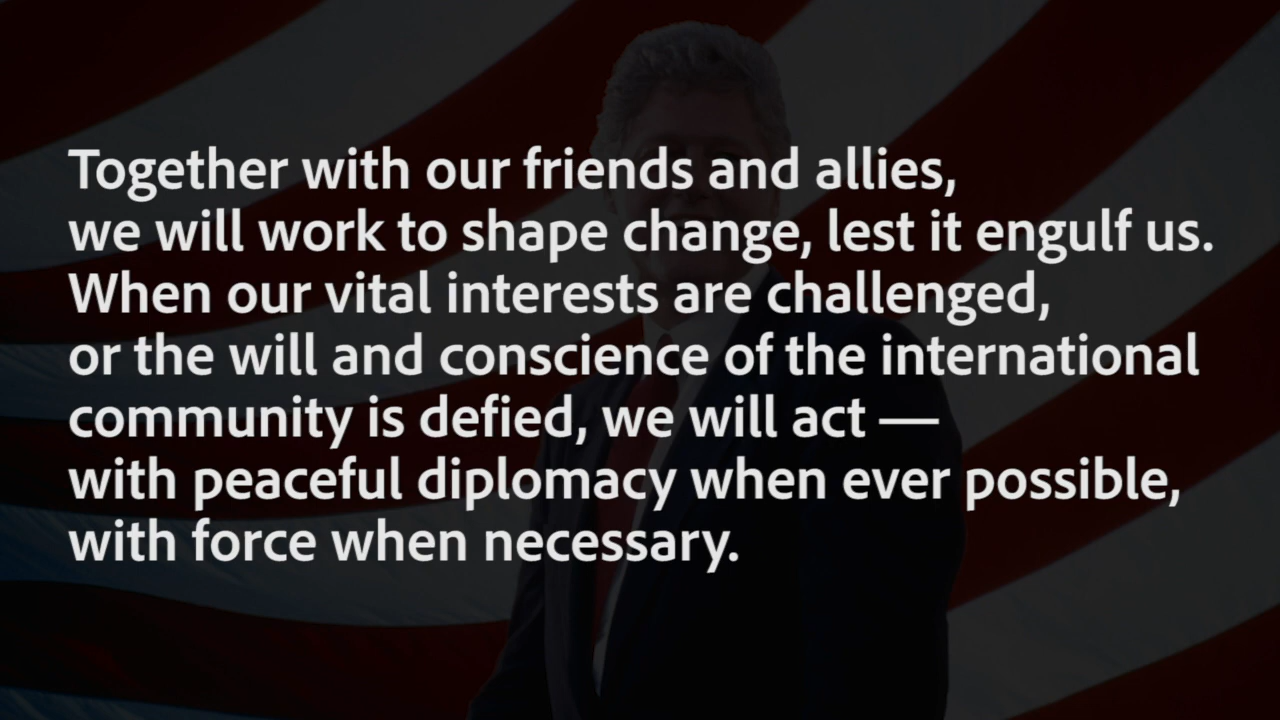 Together with our friends and allies,
we will work to shape change, lest it engulf us.
When our vital interests are challenged,
or the will and conscience of the international
community is defied, we will act —
with peaceful diplomacy when ever possible,
with force when necessary.